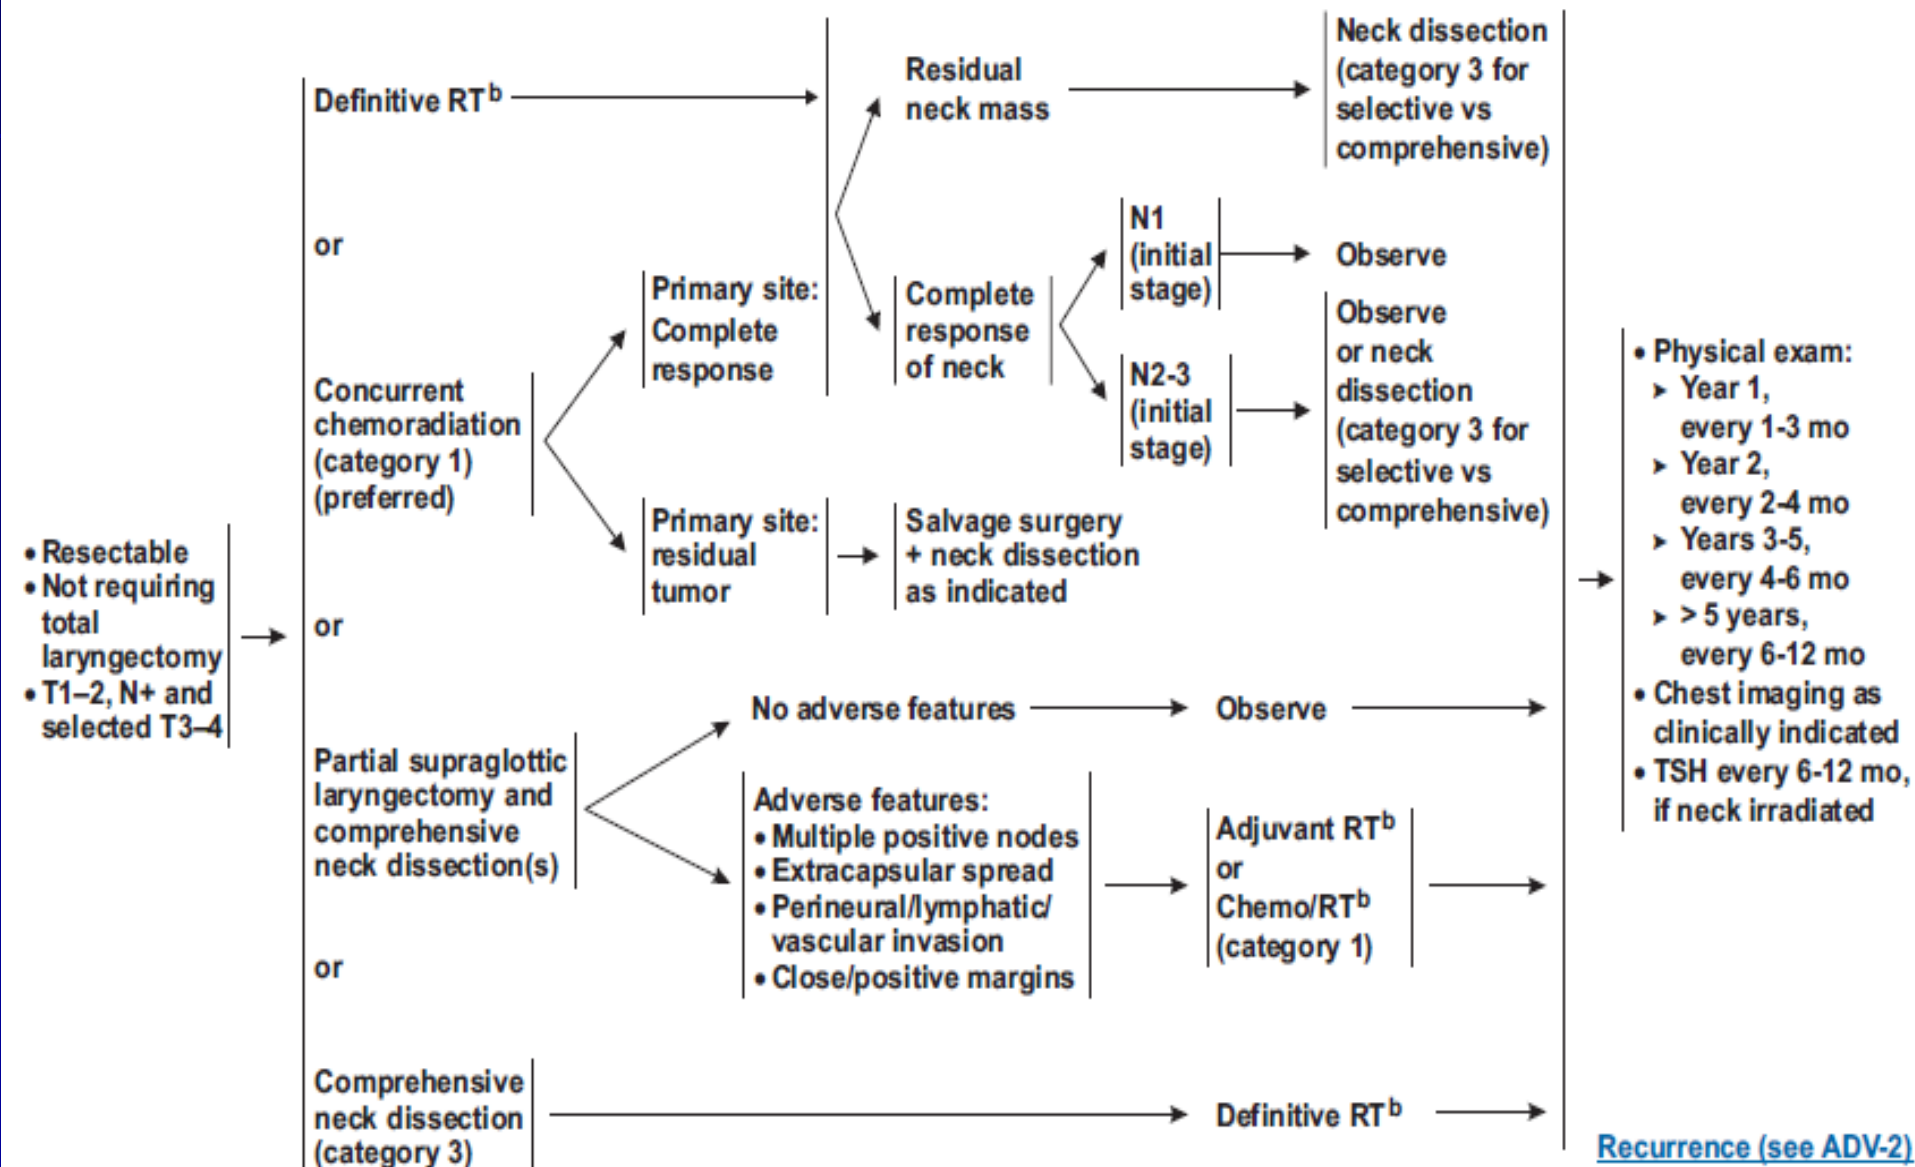 • Resectable
• Not requiring
total
laryngectomy
• T1–2, N+ and
selected T3–4
Definitive RTb
or
Concurrent
chemoradiation
(category 1)
(preferred)
or
Partial supraglottic
laryngectomy and
comprehensive
neck dissection(s)
or
Comprehensive
neck dissection
(category 3)
Primary site:
Complete
response
Primary site:
residual
tumor
Residual
neck mass
Complete
response
of neck
N1
(initial
stage)
N2-3
(initial
stage)
Neck dissection
(category 3 for
selective vs
comprehensive)
Observe
Observe
or neck
dissection
(category 3 for
selective vs
comprehensive)
Salvage surgery
+ neck dissection
as indicated
No adverse features
Observe
Adverse features:
• Multiple positive nodes
• Extracapsular spread
• Perineural/lymphatic/
vascular invasion
• Close/positive margins
Adjuvant RTb
or
Chemo/RTb
(category 1)
Definitive RTb
• Physical exam:
➤ Year 1,
every 1-3 mo
➤ Year 2,
every 2-4 mo
➤ Years 3-5,
every 4-6 mo
➤ > 5 years,
every 6-12 mo
• Chest imaging as
clinically indicated
• TSH every 6-12 mo,
if neck irradiated
Recurrence (see ADV-2)